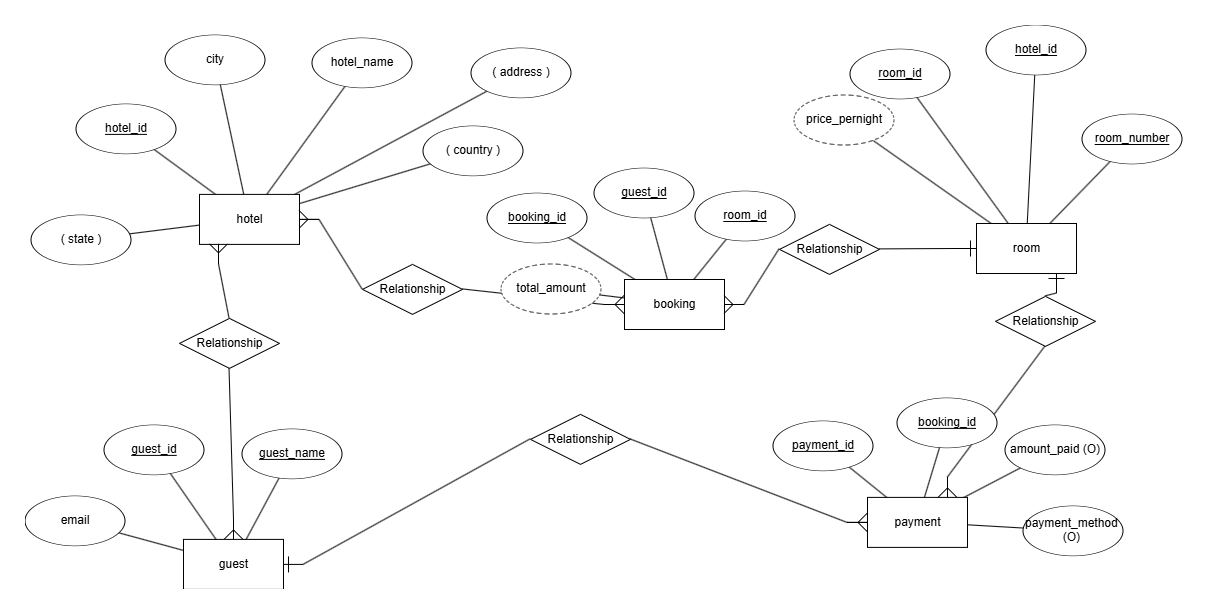 city
hotel_name
( address )
hotel_id
( country )
( state )
hotel
Relationship
total_amount
booking_id
guest_id
room_id
booking
Relationship
price_pernight
room_id
hotel_id
room_number
room
Relationship
Relationship
guest_id
guest_name
email
guest
Relationship
payment_id
booking_id
amount_paid (O)
payment_method
(O)
payment